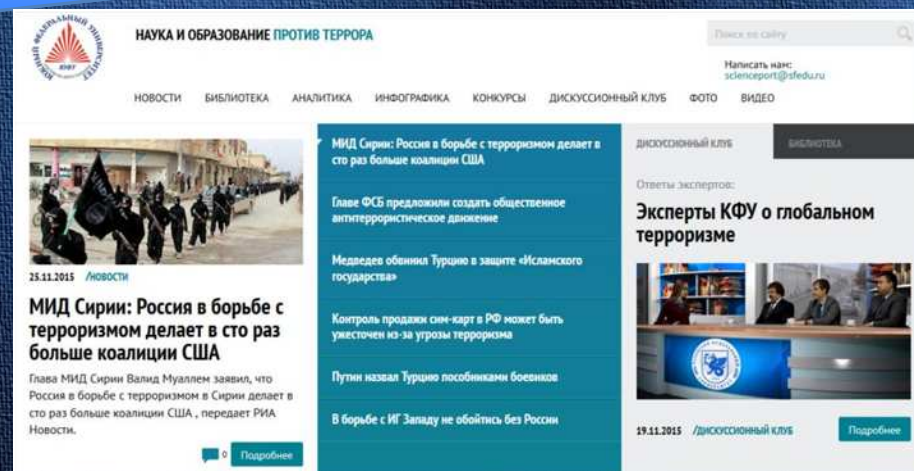 ЮЖНЫЙ ФЕДЕРАЛЬНЫЙ УНИВЕРСИТЕТ
ЮФУ
НАУКА И ОБРАЗОВАНИЕ ПРОТИВ ТЕРРОРА
Поиск по сайту
Написать нам:
scienceport@sfedu.ru
НОВОСТИ БИБЛИОТЕКА АНАЛИТИКА ИНФОГРАФИКА КОНКУРСЫ ДИСКУССИОННЫЙ КЛУБ ФОТО ВИДЕО
25.11.2015 /НОВОСТИ
МИД Сирии: Россия в борьбе с
терроризмом делает в сто раз
больше коалиции США
Глава МИД Сирии Валид Муаллем заявил, что
Россия в борьбе с терроризмом в Сирии делает в
сто раз больше коалиции США , передает РИА
Новости.
0 Подробнее
МИД Сирии: Россия в борьбе с терроризмом делает в
сто раз больше коалиции США
Главе ФСБ предложили создать общественное
антитеррористическое движение
Медведев обвинил Турцию в защите «Исламского
государства»
Контроль продажи сим-карт в РФ может быть
ужесточен из-за угрозы терроризма
Путин назвал Турцию пособниками боевиков
В борьбе с ИГ Западу не обойтись без России
ДИСКУССИОННЫЙ КЛУБ БИБЛИОТЕКА
Ответы экспертов:
Эксперты КФУ о глобальном
терроризме
19.11.2015 /ДИСКУССИОННЫЙ КЛУБ Подробнее